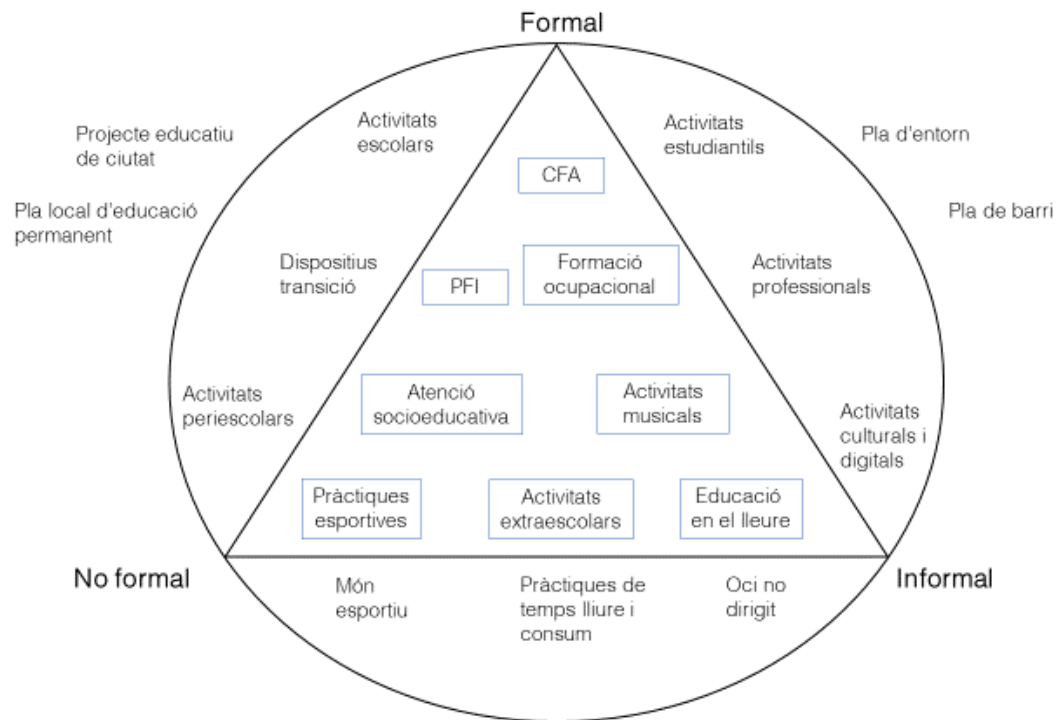 Formal
Activitats
escolars
Activitats
estudiantils
Projecte educatiu
de ciutat
Pla d'entorn
CFA
Pla local d'educació
permanent
Pla de barri
Dispositius
transició
PFI
Formació
ocupacional
Activitats
professionals
Activitats
periescolars
Atenció
socioeducativa
Activitats
musicals
Activitats
culturals i
digitals
Pràctiques
esportives
Activitats
extraescolars
Educació
en el lleure
No formal
Informal
Món
esportiu
Pràctiques de
temps lliure i
consum
Oci no
dirigit